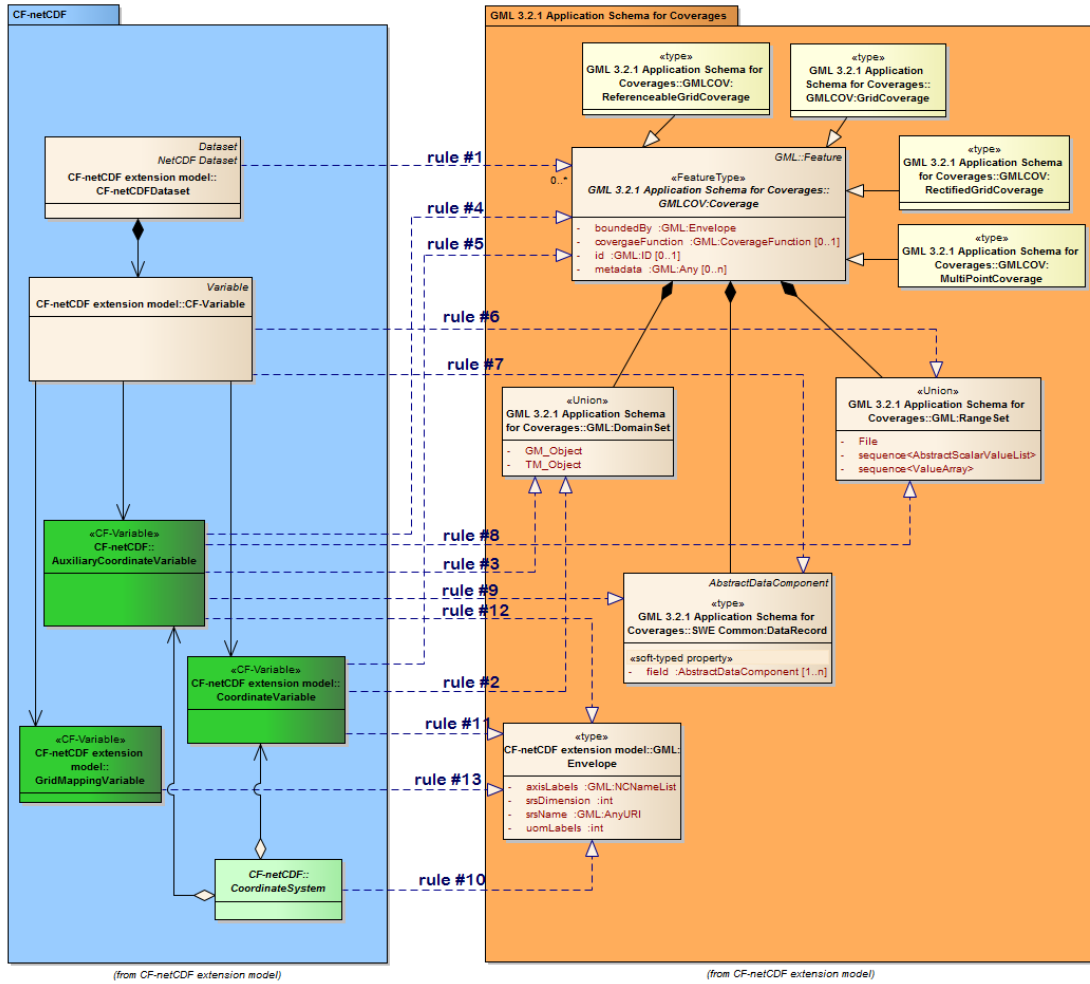 CF-netCDF
Dataset
NetCDF Dataset
CF-netCDF extension model::
CF-netCDFDataset
Variable
CF-netCDF extension model::CF-Variable
«CF-Variable»
CF-netCDF::
AuxiliaryCoordinateVariable
«CF-Variable»
CF-netCDF extension model::
CoordinateVariable
«CF-Variable»
CF-netCDF extension
model::
GridMappingVariable
CF-netCDF::
CoordinateSystem
(from CF-netCDF extension model)
rule #1
rule #4
rule #5
rule #6
rule #7
rule #8
rule #3
rule #9
rule #12
rule #2
rule #11
rule #13
rule #10
GML 3.2.1 Application Schema for Coverages
«type»
GML 3.2.1 Application Schema for
Coverages::GMLCOV:
ReferenceableGridCoverage
«type»
GML 3.2.1 Application
Schema for Coverages::
GMLCOV:GridCoverage
0..*
GML::Feature
«FeatureType»
GML 3.2.1 Application Schema for Coverages::
GMLCOV:Coverage
- boundedBy :GML:Envelope
- covergaeFunction :GML:CoverageFunction [0..1]
- id :GML:ID [0..1]
- metadata :GML:Any [0..n]
«type»
GML 3.2.1 Application Schema
for Coverages::GMLCOV:
RectifiedGridCoverage
«type»
GML 3.2.1 Application Schema for
Coverages::GMLCOV:
MultiPointCoverage
«Union»
GML 3.2.1 Application Schema
for Coverages::GML:DomainSet
- GM_Object
- TM_Object
«Union»
GML 3.2.1 Application Schema for
Coverages::GML:RangeSet
- File
- sequence<AbstractScalarValueList>
- sequence<ValueArray>
AbstractDataComponent
«type»
GML 3.2.1 Application Schema for
Coverages::SWE Common:DataRecord
«soft-typed property»
- field :AbstractDataComponent [1..n]
«type»
CF-netCDF extension model::GML:
Envelope
- axisLabels :GML:NCNameList
- srsDimension :int
- srsName :GML:AnyURI
- uomLabels :int
(from CF-netCDF extension model)